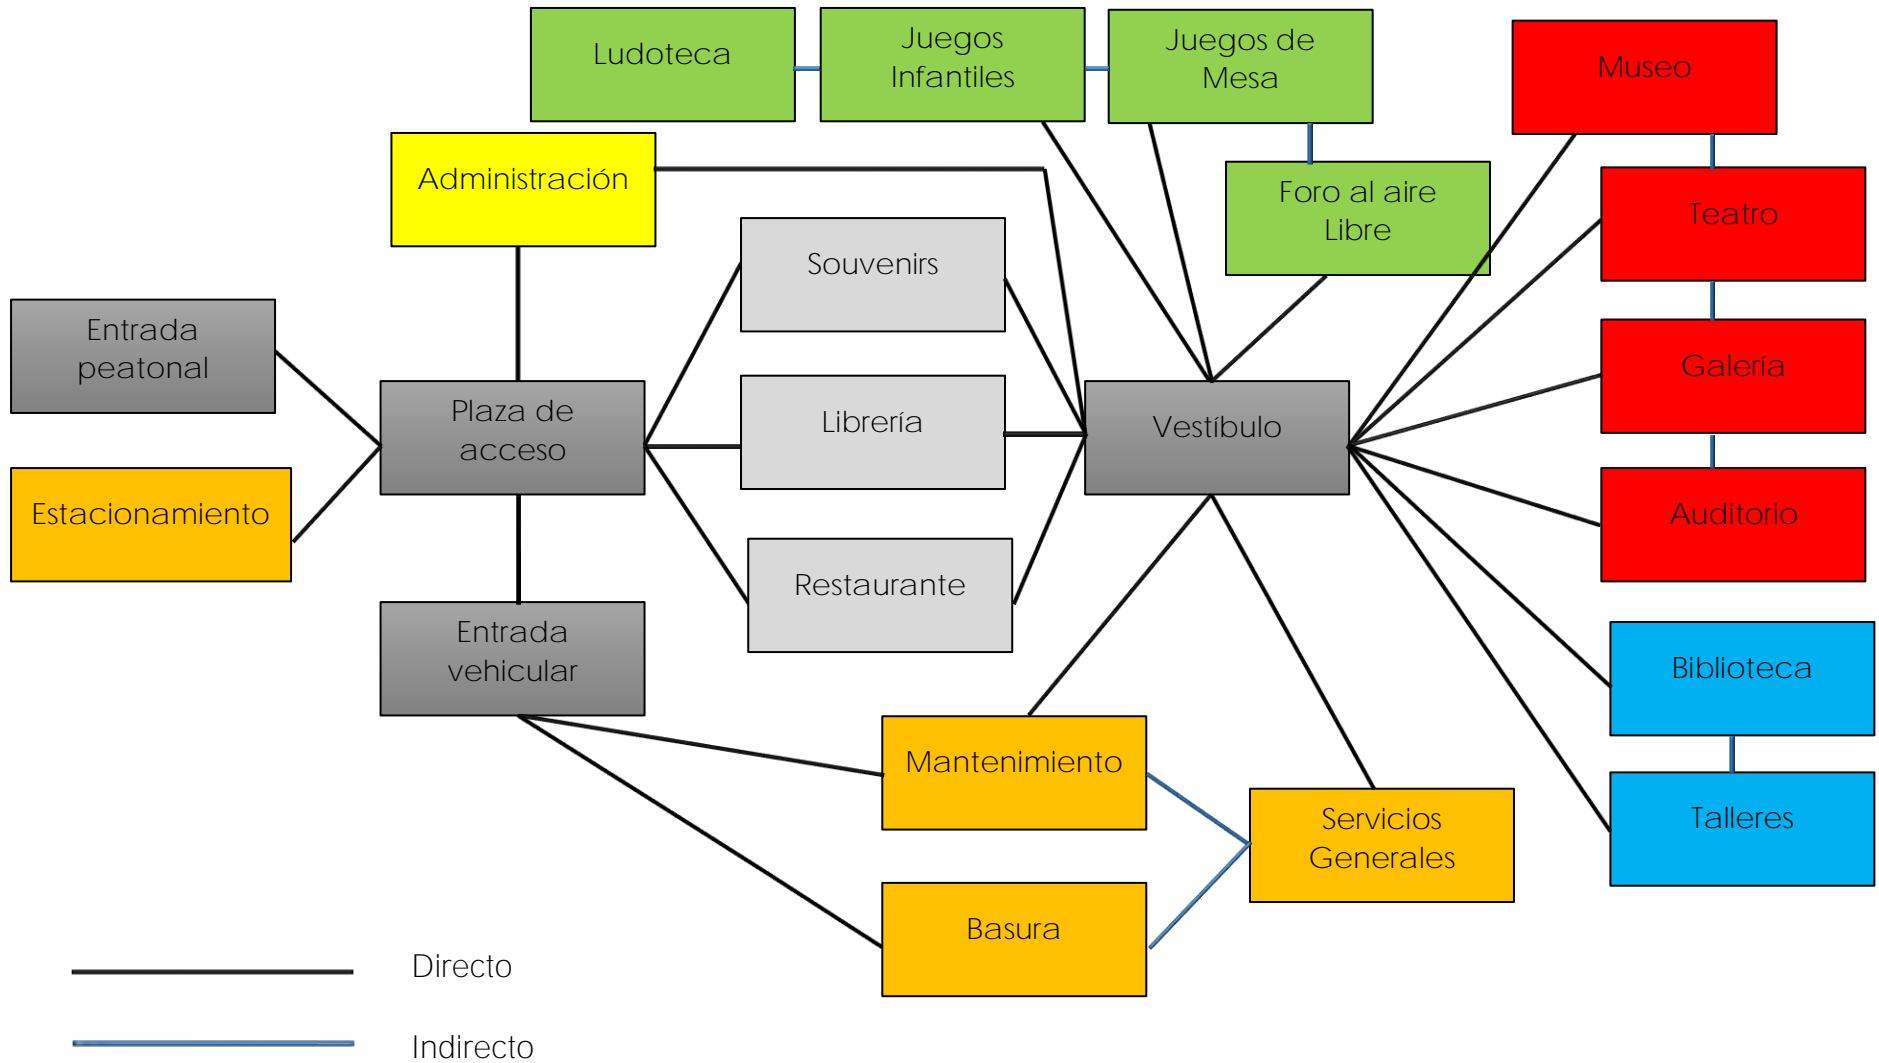 Ludoteca
Juegos
Infantiles
Juegos de
Mesa
Museo
Administración
Foro al aire
Libre
Teatro
Souvenirs
Entrada
peatonal
Plaza de
acceso
Librería
Vestíbulo
Galería
Estacionamiento
Auditorio
Restaurante
Entrada
vehicular
Biblioteca
Mantenimiento
Servicios
Generales
Talleres
Basura
Directo
Indirecto